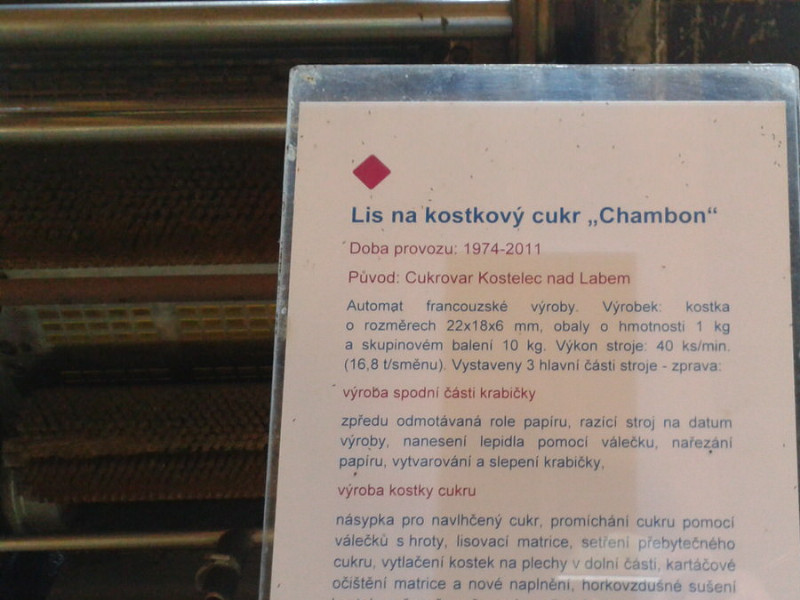 Lis na kostkový cukr „Chambon“
Doba provozu: 1974-2011
Původ: Cukrovar Kostelec nad Labem
Automat francouzské výroby. Výrobek: kostka
o rozměrech 22x18x6 mm, obaly o hmotnosti 1 kg
a skupinovém balení 10 kg. Výkon stroje: 40 ks/min.
(16,8 t/směnu). Vystaveny 3 hlavní části stroje - zprava:
výroba spodní části krabičky
zpředu odmotávaná role papíru, razící stroj na datum
výroby, nanesení lepidla pomocí válečku, nařezání
papíru, vytvarování a slepení krabičky,
výroba kostky cukru
násypka pro navlhčený cukr, promíchání cukru pomocí
válečků s hroty, lisovací matrice, setření přebytečného
cukru, vytlačení kostek na plechy v dolní části, kartáčové
očištění matrice a nové naplnění, horkovzdušné sušení